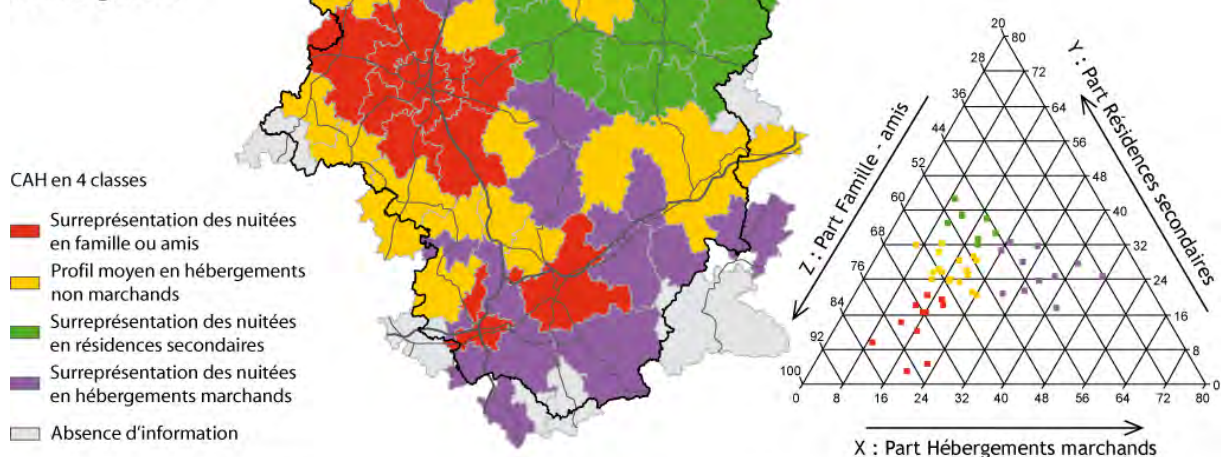 CAH en 4 classes
Surreprésentation des nuitées
en famille ou amis
Profil moyen en hébergements
non marchands
Surreprésentation des nuitées
en résidences secondaires
Surreprésentation des nuitées
en hébergements marchands
Absence d'information
20
28
36
44
52
60
68
76
84
92
100
Z : Part Famille - amis
80
72
64
56
48
40
32
24
16
8
0
Y : Part Résidences secondaires
0 8 16 24 32 40 48 56 64 72 80
X : Part Hébergements marchands